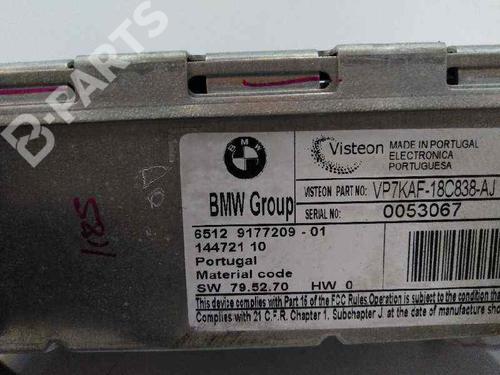 B-PARTS
B-PARTS
BMW
BMW Group
Visteon
MADE IN PORTUGAL
ELECTRONICA
PORTUGUESA
VISTEON PART NO: VP7KAF-18C838-AJ
SERIAL NO: 0053067
6512 9177209 - 01
144721 10
Portugal
Material code
SW 79.52.70 HW 0
This device complies with Part 15 of the FCC Rules.Operation is subject to the condition
Complies with 21 C.F.R. Chapter 1. Subchapter J. at the date of manufacture